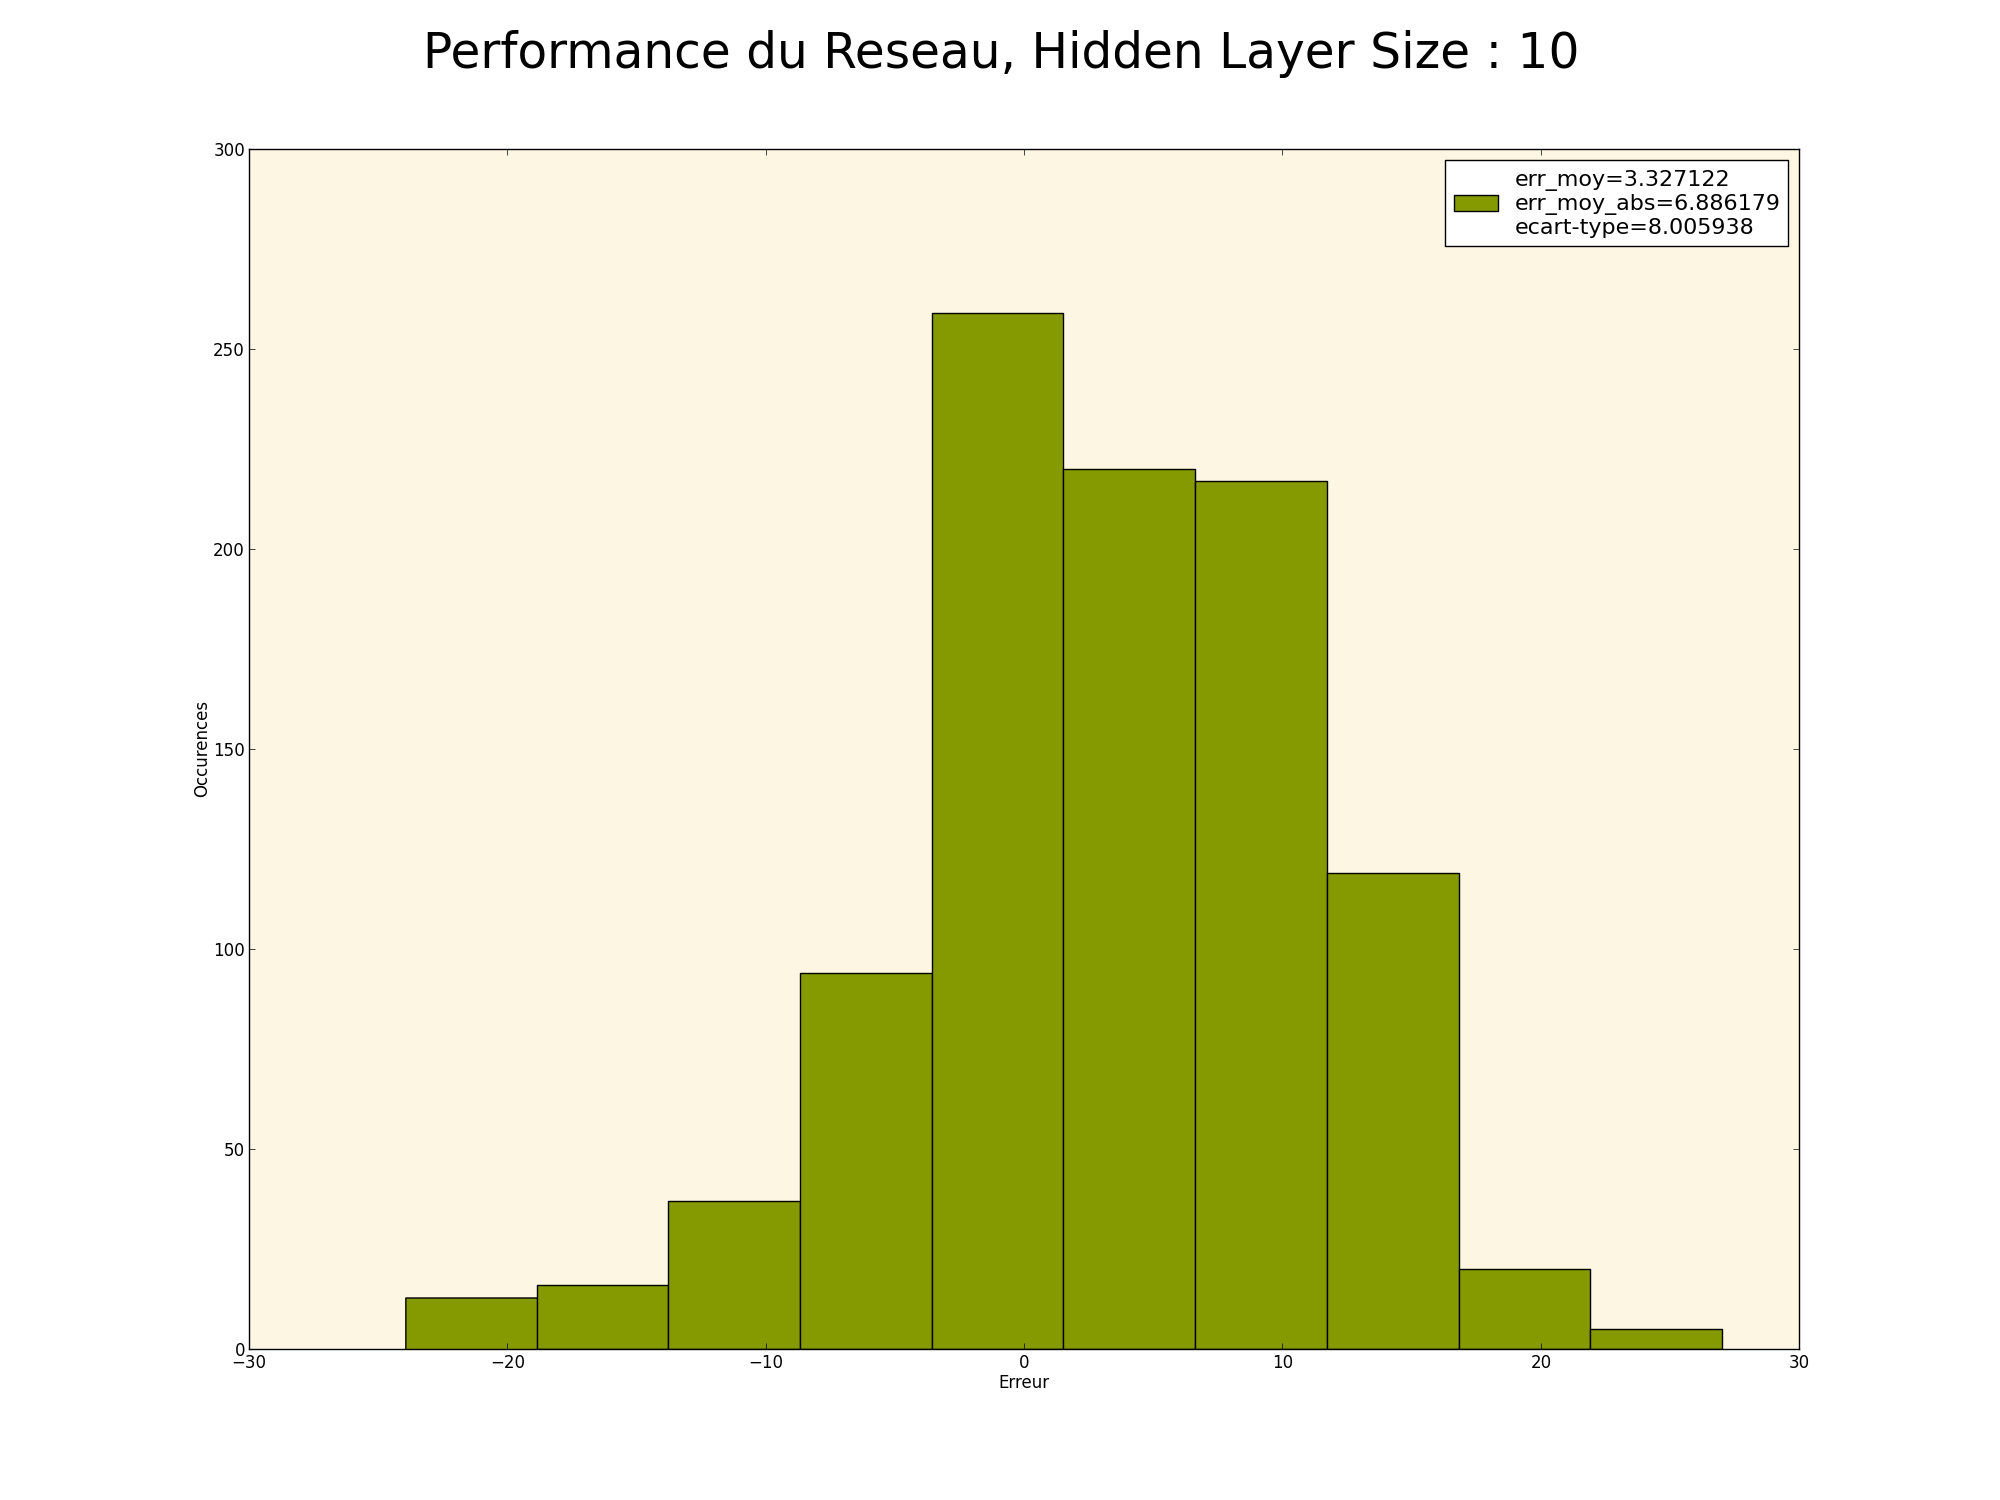 Performance du Reseau, Hidden Layer Size : 10
err_moy=3.327122
err_moy_abs=6.886179
ecart-type=8.005938
300
250
200
150
100
50
0
Occurences
−30
−20
−10
0
10
20
30
Erreur